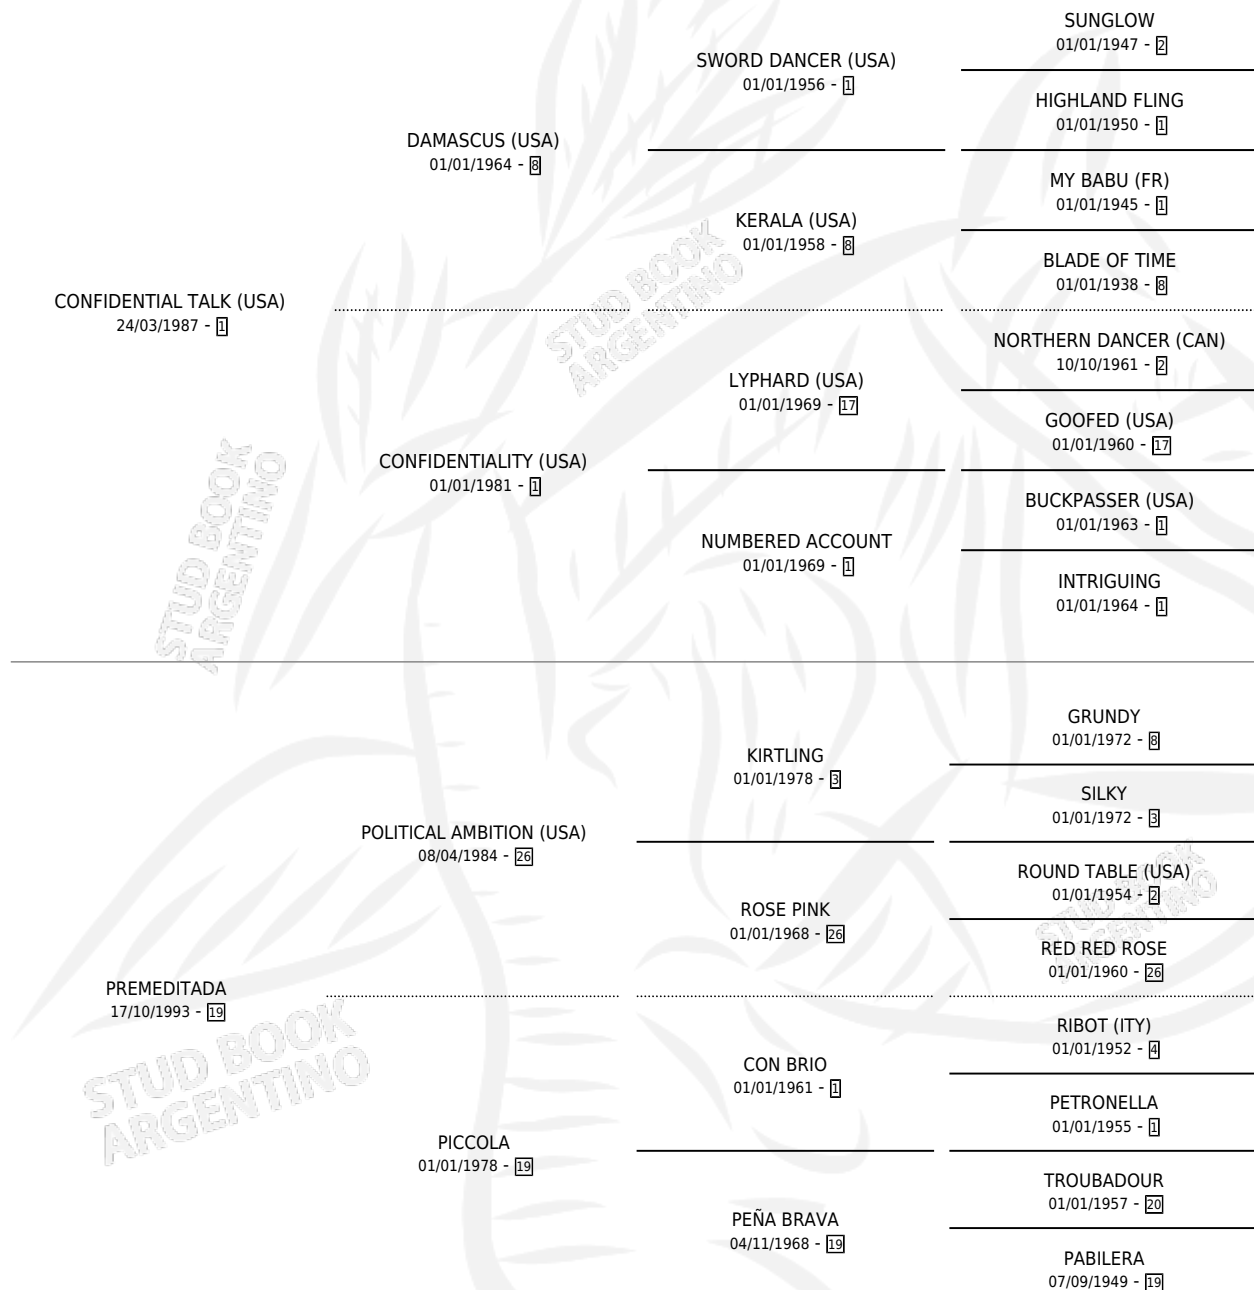 SUNGLOW
01/01/1947 - 2
SWORD DANCER (USA)
01/01/1956 - 1
HIGHLAND FLING
01/01/1950 - 1
DAMASCUS (USA)
01/01/1964 - 8
MY BABU (FR)
01/01/1945 - 1
KERALA (USA)
01/01/1958 - 8
BLADE OF TIME
01/01/1938 - 8
CONFIDENTIAL TALK (USA)
24/03/1987 - 1
NORTHERN DANCER (CAN)
10/10/1961 - 2
LYPHARD (USA)
01/01/1969 - 17
GOOFED (USA)
01/01/1960 - 17
CONFIDENTIALITY (USA)
01/01/1981 - 1
BUCKPASSER (USA)
01/01/1963 - 1
NUMBERED ACCOUNT
01/01/1969 - 1
INTRIGUING
01/01/1964 - 1
GRUNDY
01/01/1972 - 8
KIRTLING
01/01/1978 - 3
SILKY
01/01/1972 - 3
POLITICAL AMBITION (USA)
08/04/1984 - 26
ROUND TABLE (USA)
01/01/1954 - 2
ROSE PINK
01/01/1968 - 26
RED RED ROSE
01/01/1960 - 26
PREMEDITADA
17/10/1993 - 19
RIBOT (ITY)
01/01/1952 - 4
CON BRIO
01/01/1961 - 1
PETRONELLA
01/01/1955 - 1
PICCOLA
01/01/1978 - 19
TROUBADOUR
01/01/1957 - 20
PEÑA BRAVA
04/11/1968 - 19
PABILERA
07/09/1949 - 19
STUD BOOK
ARGENTINO
STUD BOOK
ARGENTINO
STUD BOOK
ARGENTINO
STUD BOOK
ARGENTINO